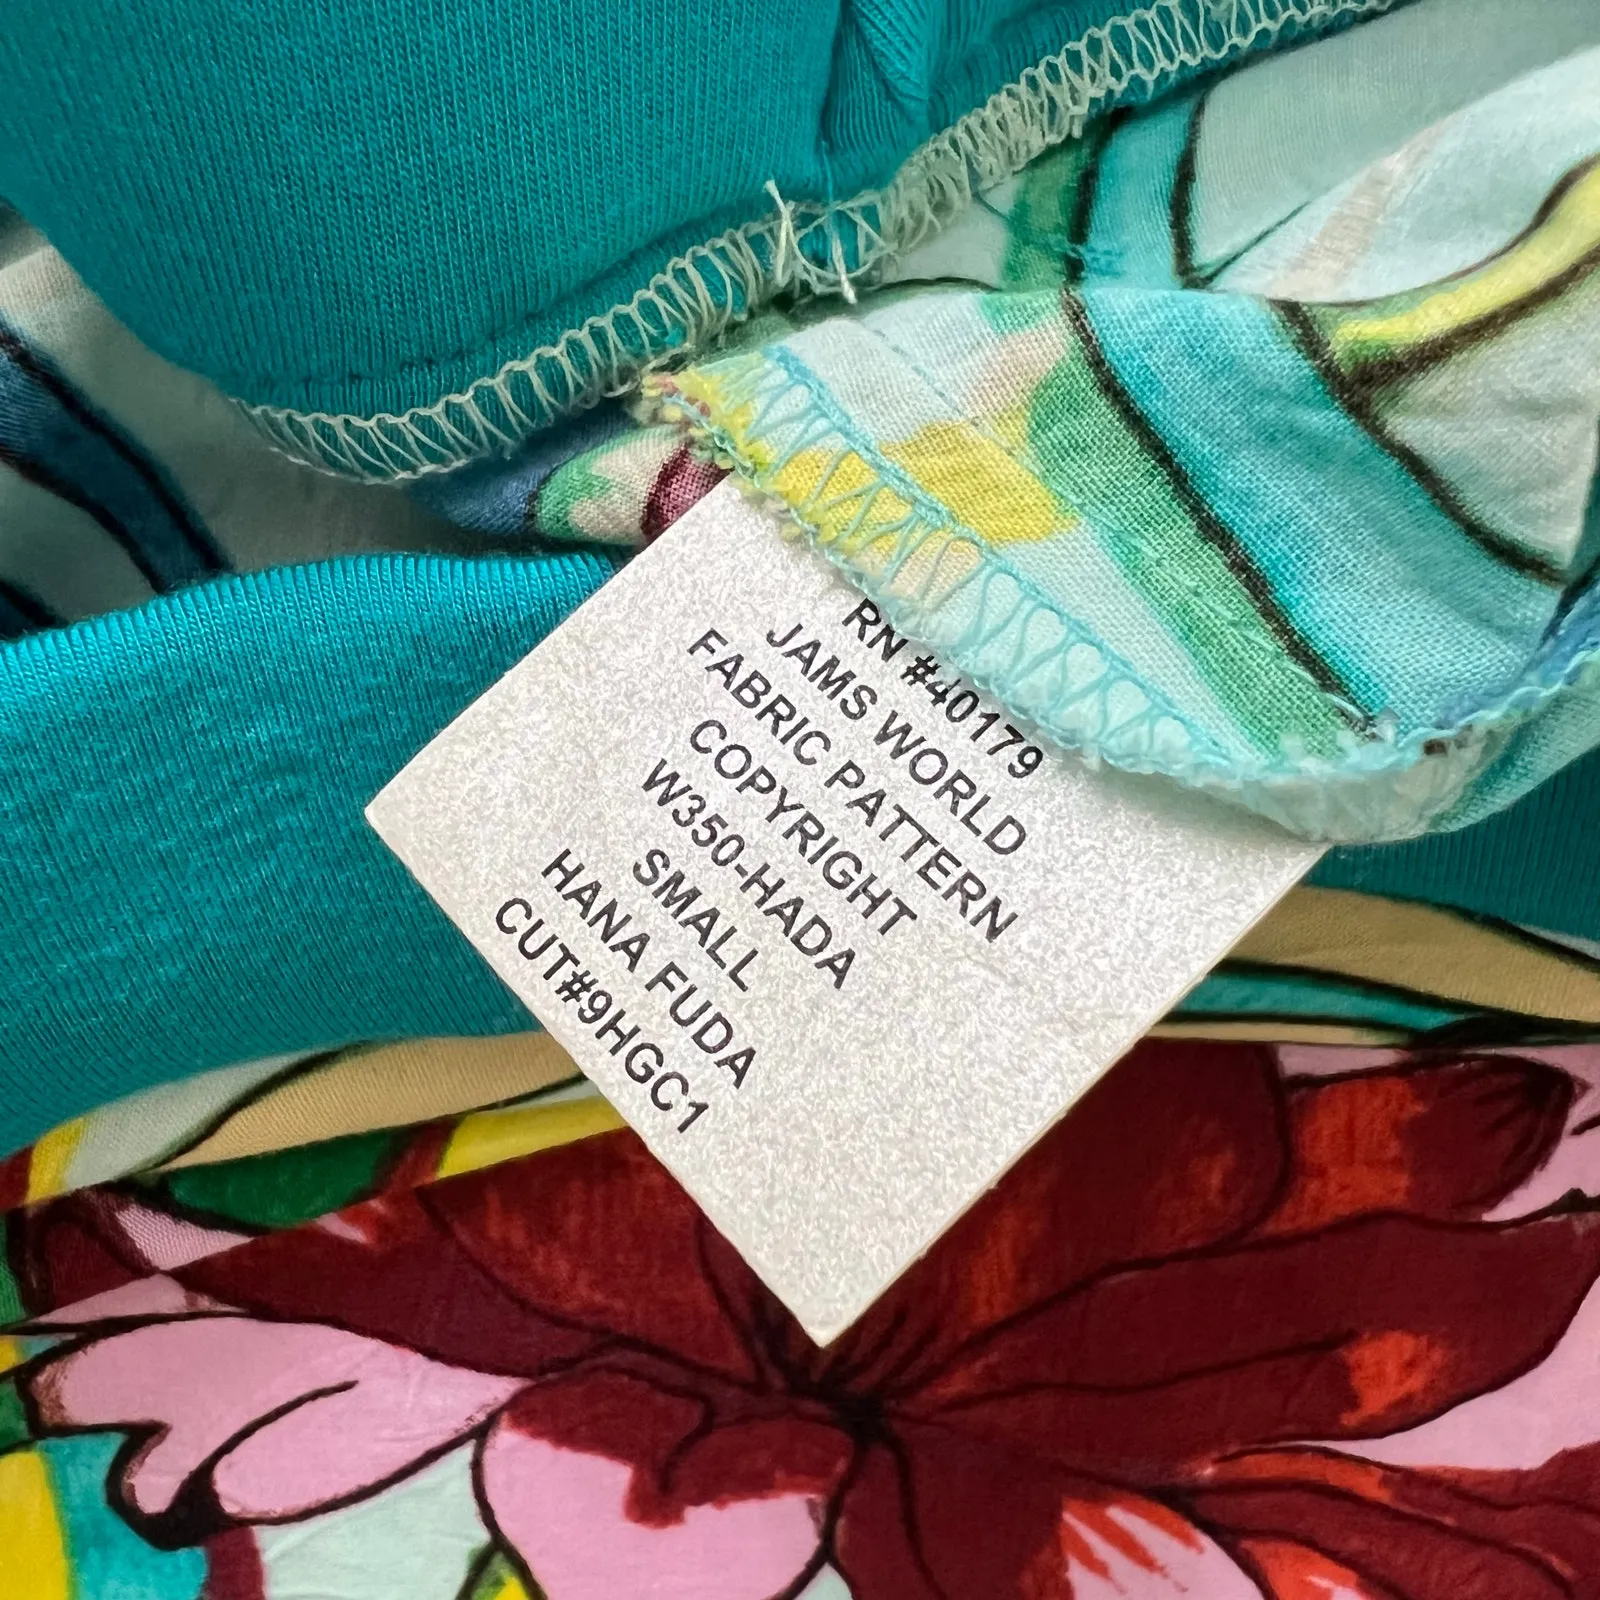 RN #40179
JAMS WORLD
FABRIC PATTERN
COPYRIGHT
W350-HADA
SMALL
HANA FUDA
CUT#9HGC1